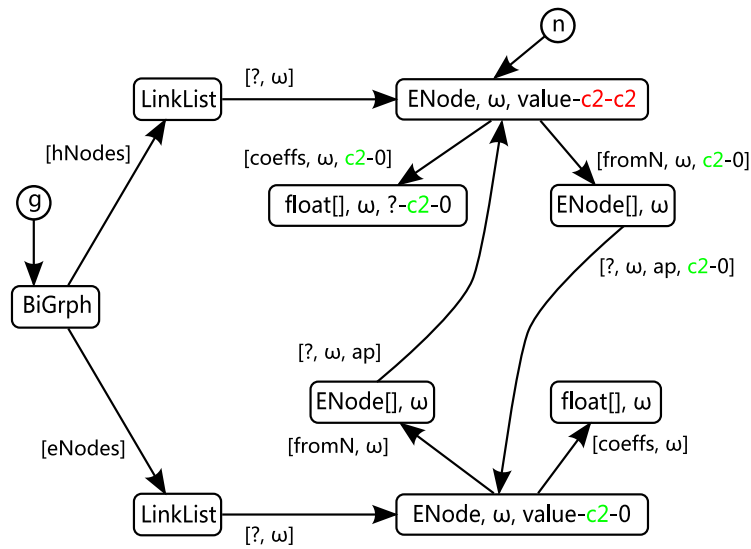 n
[?, ω]
LinkList
ENode, ω, value-c2-c2
[hNodes]
[coeffs, ω, c2-0]
[fromN, ω, c2-0]
g
float[], ω, ?-c2-0
ENode[], ω
[?, ω, ap, c2-0]
BiGrph
[?, ω, ap]
ENode[], ω
float[], ω
[eNodes]
[fromN, ω]
[coeffs, ω]
LinkList
ENode, ω, value-c2-0
[?, ω]